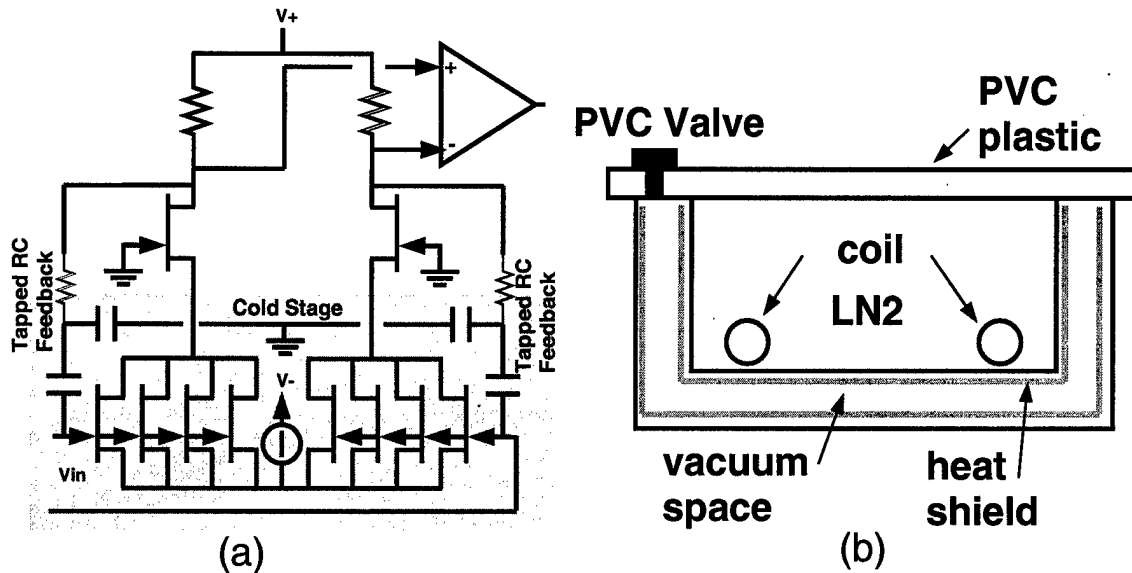 V+
+
-
Tapped RC
Feedback
Cold Stage
Tapped RC
Feedback
V-
I
Vin
(a)
PVC Valve
PVC
plastic
coil
LN2
vacuum
space
heat
shield
(b)